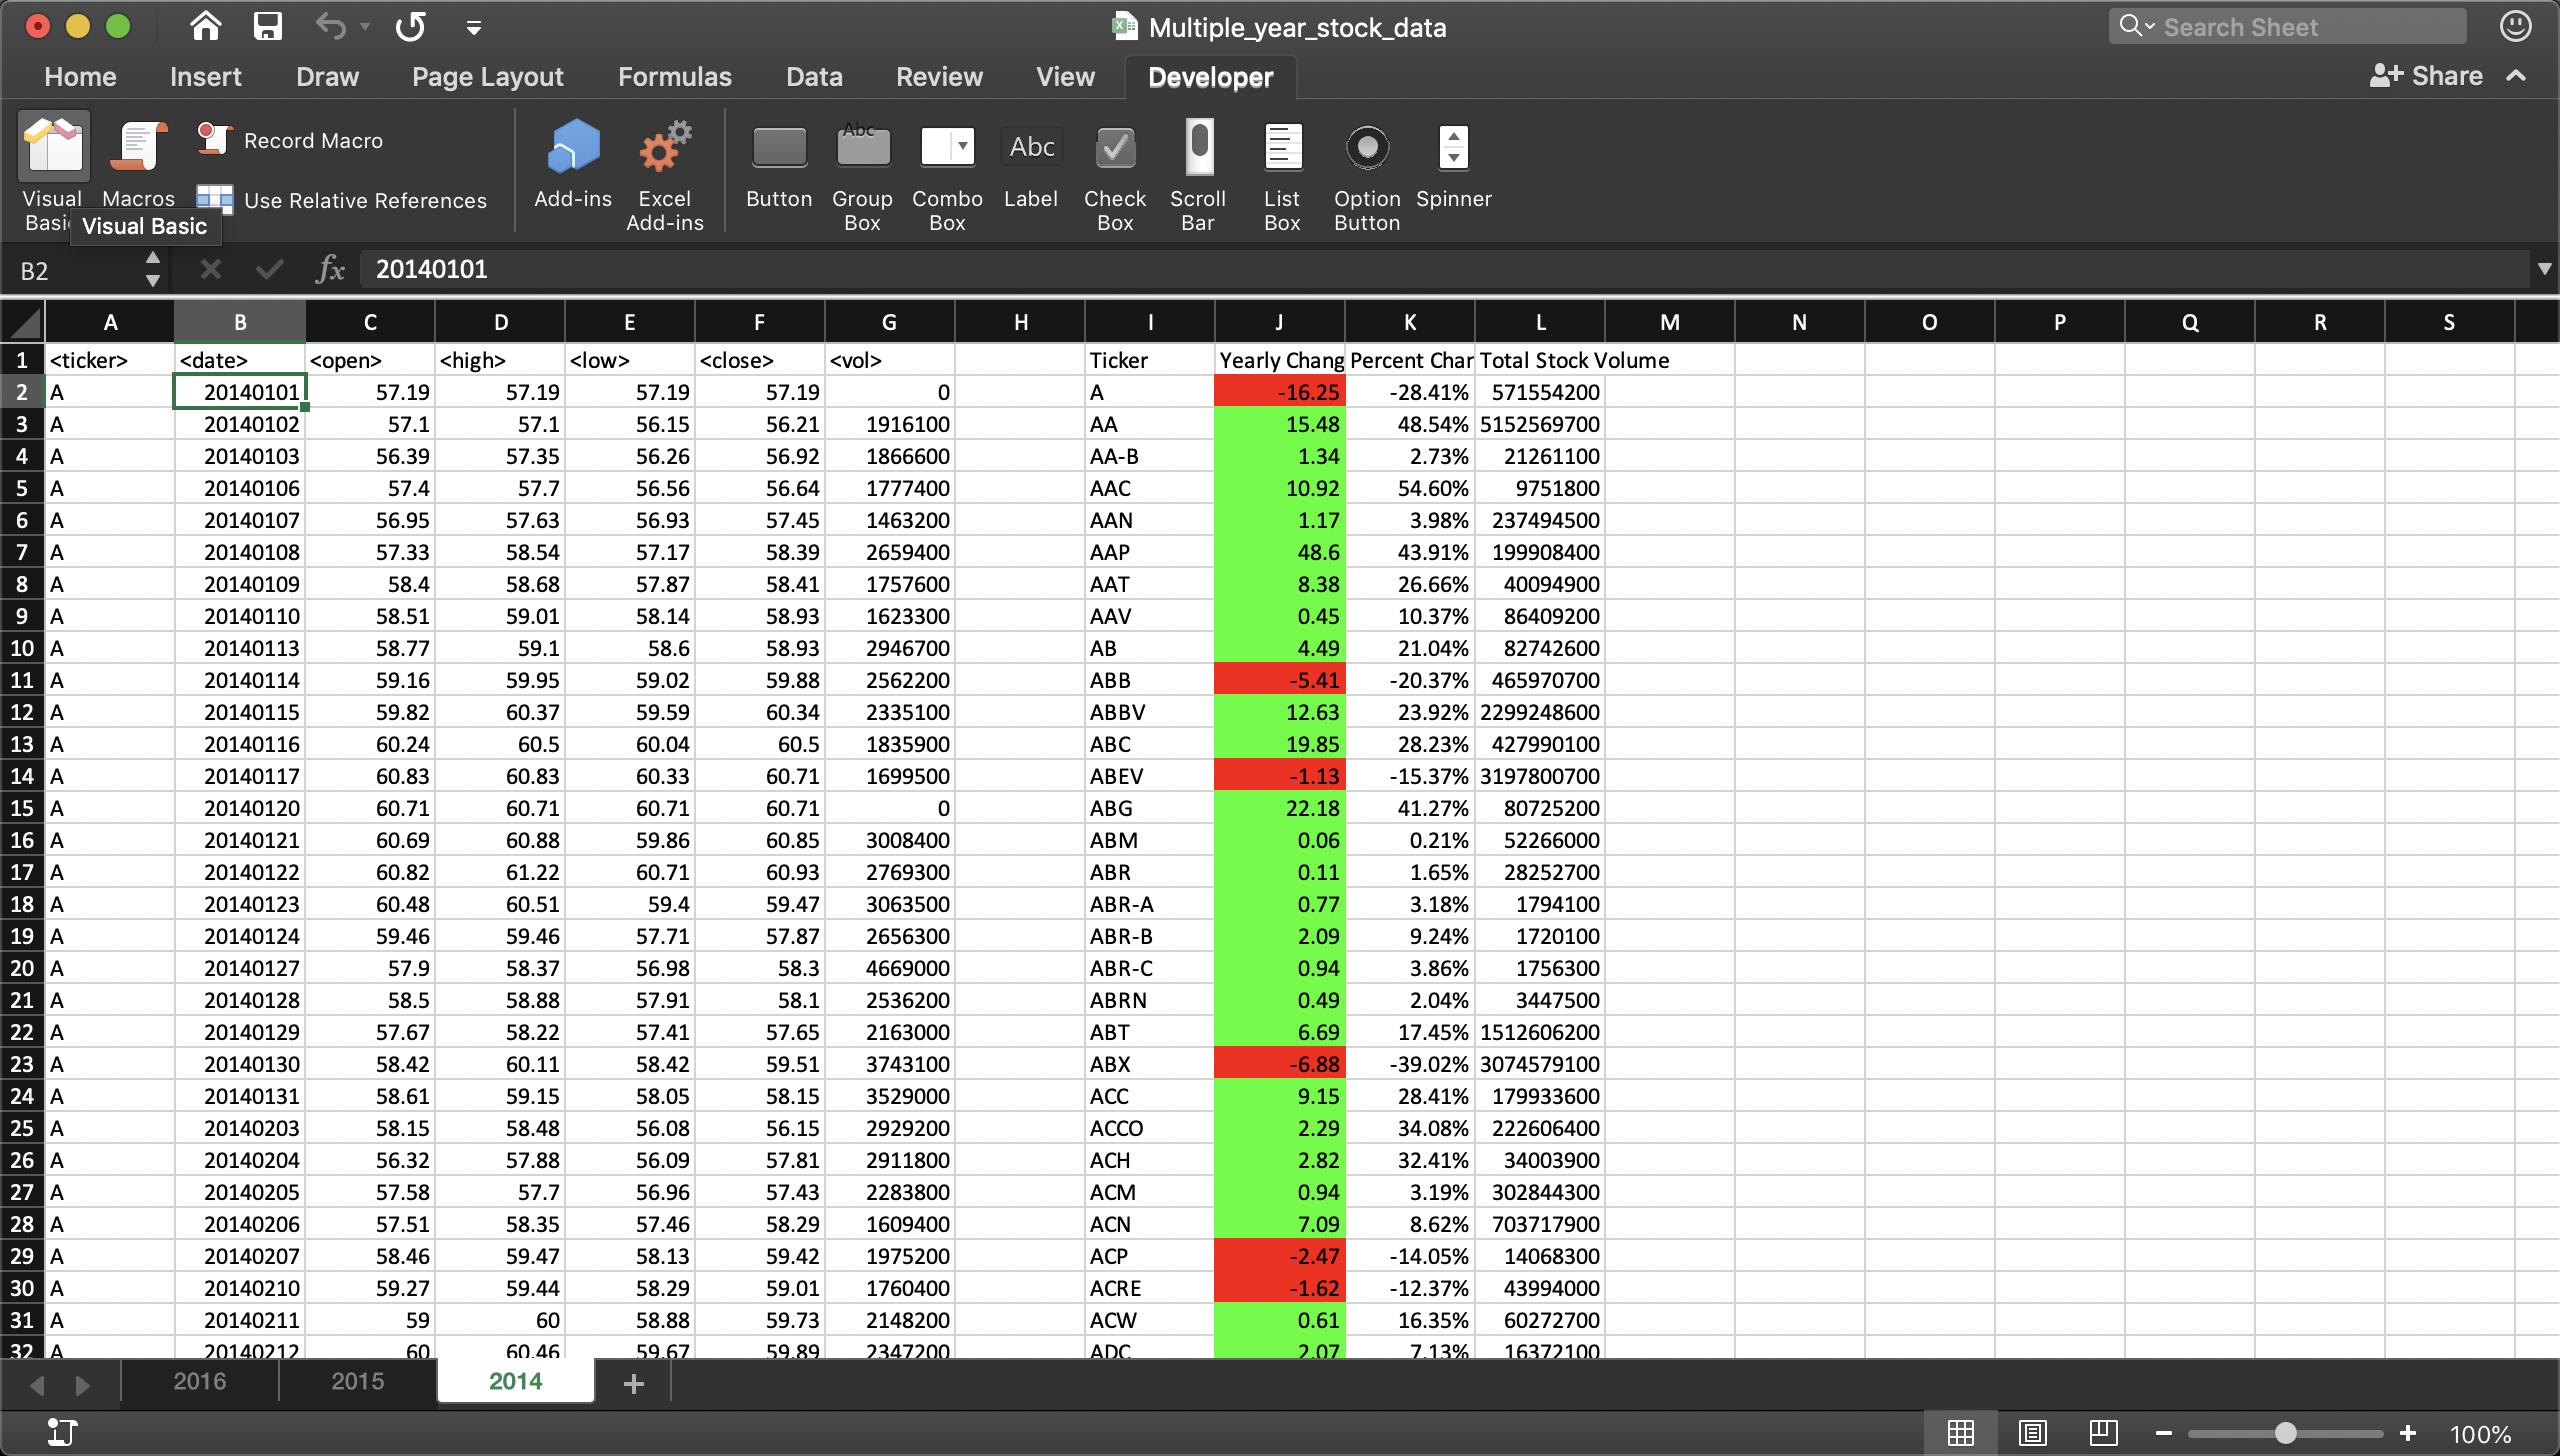 Multiple_year_stock_data
Search Sheet
Home Insert Draw Page Layout Formulas Data Review View Developer Share
Visual Basi Macros Record Macro Use Relative References Add-ins Excel Add-ins Button Group Box Combo Box Label Check Box Scroll Bar List Box Option Button Spinner
Abc Abc
Visual Basic
B2 fx 20140101
A B C D E F G H I J K L M N O P Q R S
1 <ticker> <date> <open> <high> <low> <close> <vol> Ticker Yearly Chang Percent Char Total Stock Volume
2 A 20140101 57.19 57.19 57.19 57.19 0 A -16.25 -28.41% 571554200
3 A 20140102 57.1 57.1 56.15 56.21 1916100 AA 15.48 48.54% 5152569700
4 A 20140103 56.39 57.35 56.26 56.92 1866600 AA-B 1.34 2.73% 21261100
5 A 20140106 57.4 57.7 56.56 56.64 1777400 AAC 10.92 54.60% 9751800
6 A 20140107 56.95 57.63 56.93 57.45 1463200 AAN 1.17 3.98% 237494500
7 A 20140108 57.33 58.54 57.17 58.39 2659400 AAP 48.6 43.91% 199908400
8 A 20140109 58.4 58.68 57.87 58.41 1757600 AAT 8.38 26.66% 40094900
9 A 20140110 58.51 59.01 58.14 58.93 1623300 AAV 0.45 10.37% 86409200
10 A 20140113 58.77 59.1 58.6 58.93 2946700 AB 4.49 21.04% 82742600
11 A 20140114 59.16 59.95 59.02 59.88 2562200 ABB -5.41 -20.37% 465970700
12 A 20140115 59.82 60.37 59.59 60.34 2335100 ABBV 12.63 23.92% 2299248600
13 A 20140116 60.24 60.5 60.04 60.5 1835900 ABC 19.85 28.23% 427990100
14 A 20140117 60.83 60.83 60.33 60.71 1699500 ABEV -1.13 -15.37% 3197800700
15 A 20140120 60.71 60.71 60.71 60.71 0 ABG 22.18 41.27% 80725200
16 A 20140121 60.69 60.88 59.86 60.85 3008400 ABM 0.06 0.21% 52266000
17 A 20140122 60.82 61.22 60.71 60.93 2769300 ABR 0.11 1.65% 28252700
18 A 20140123 60.48 60.51 59.4 59.47 3063500 ABR-A 0.77 3.18% 1794100
19 A 20140124 59.46 59.46 57.71 57.87 2656300 ABR-B 2.09 9.24% 1720100
20 A 20140127 57.9 58.37 56.98 58.3 4669000 ABR-C 0.94 3.86% 1756300
21 A 20140128 58.5 58.88 57.91 58.1 2536200 ABRN 0.49 2.04% 3447500
22 A 20140129 57.67 58.22 57.41 57.65 2163000 ABT 6.69 17.45% 1512606200
23 A 20140130 58.42 60.11 58.42 59.51 3743100 ABX -6.88 -39.02% 3074579100
24 A 20140131 58.61 59.15 58.05 58.15 3529000 ACC 9.15 28.41% 179933600
25 A 20140203 58.15 58.48 56.08 56.15 2929200 ACCO 2.29 34.08% 222606400
26 A 20140204 56.32 57.88 56.09 57.81 2911800 ACH 2.82 32.41% 34003900
27 A 20140205 57.58 57.7 56.96 57.43 2283800 ACM 0.94 3.19% 302844300
28 A 20140206 57.51 58.35 57.46 58.29 1609400 ACN 7.09 8.62% 703717900
29 A 20140207 58.46 59.47 58.13 59.42 1975200 ACP -2.47 -14.05% 14068300
30 A 20140210 59.27 59.44 58.29 59.01 1760400 ACRE -1.62 -12.37% 43994000
31 A 20140211 59 60 58.88 59.73 2148200 ACW 0.61 16.35% 60272700
32 A 20140212 60 60.46 59.67 59.89 2347200 ADC 2.07 7.13% 16372100
2016 2015 2014 +
100%